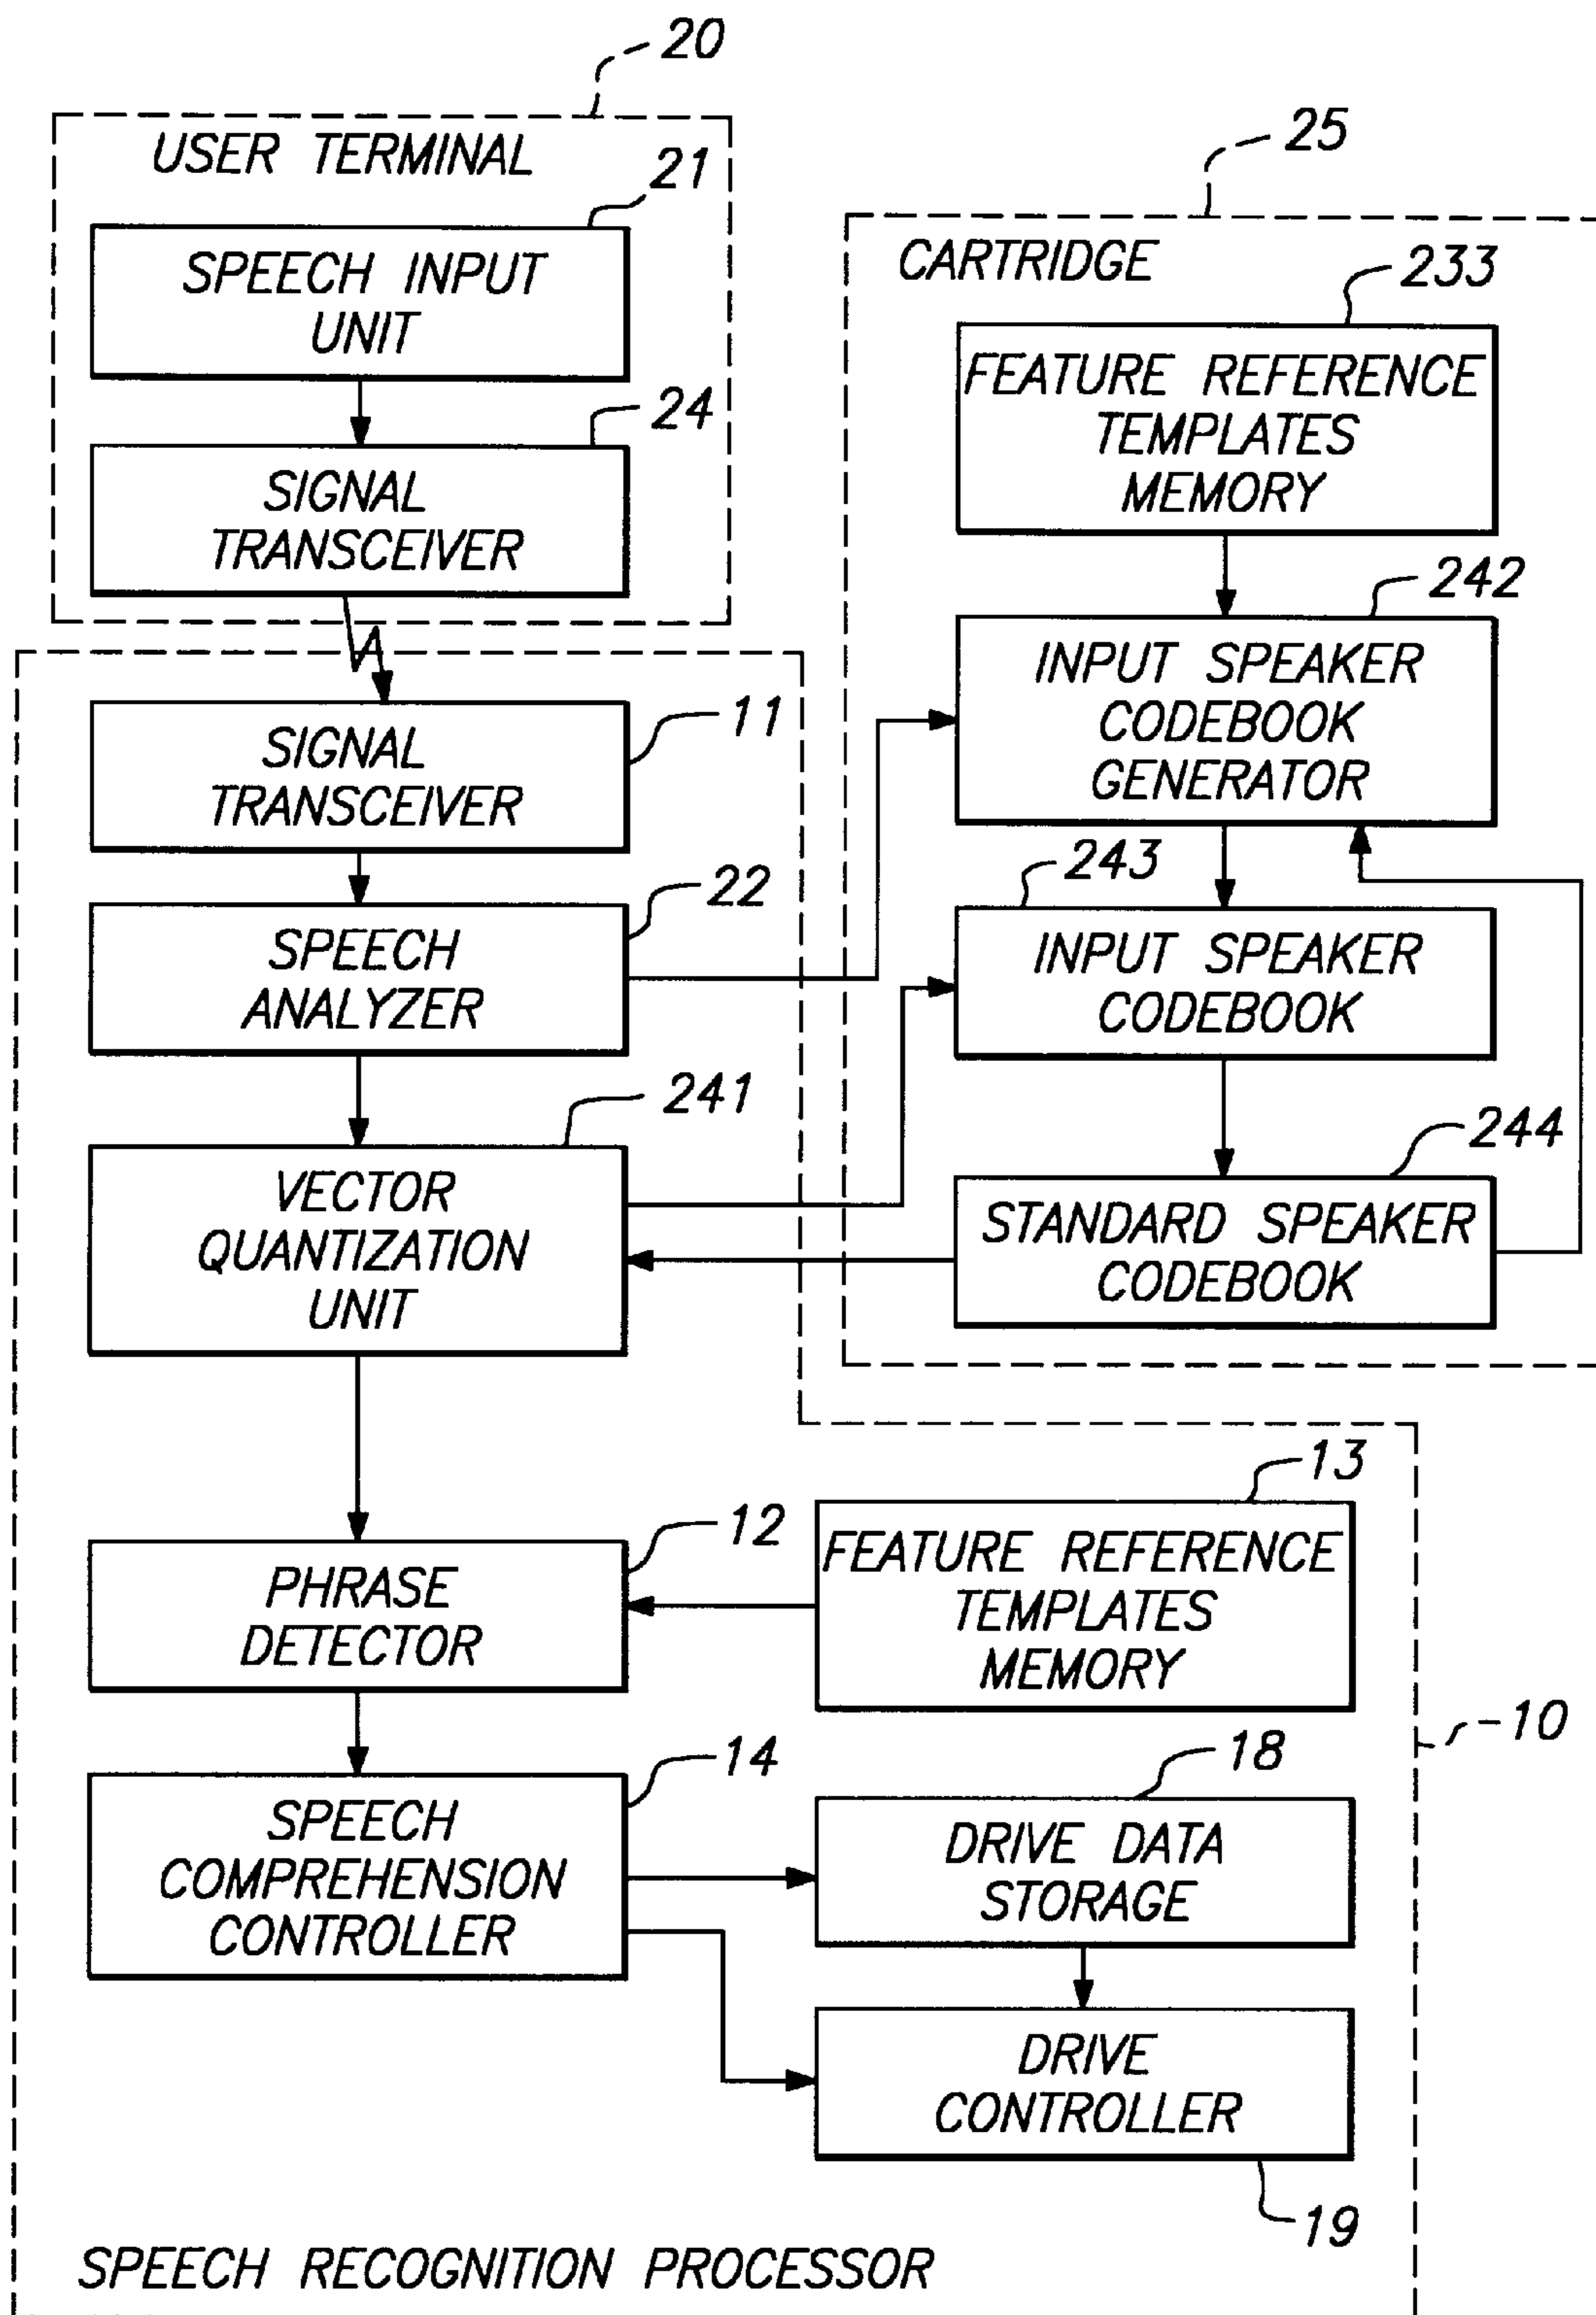 20
USER TERMINAL
21
SPEECH INPUT
UNIT
24
SIGNAL
TRANSCEIVER
25
CARTRIDGE
233
FEATURE REFERENCE
TEMPLATES
MEMORY
242
INPUT SPEAKER
CODEBOOK
GENERATOR
243
INPUT SPEAKER
CODEBOOK
244
STANDARD SPEAKER
CODEBOOK
11
SIGNAL
TRANSCEIVER
22
SPEECH
ANALYZER
241
VECTOR
QUANTIZATION
UNIT
12
PHRASE
DETECTOR
13
FEATURE REFERENCE
TEMPLATES
MEMORY
10
14
SPEECH
COMPREHENSION
CONTROLLER
18
DRIVE DATA
STORAGE
DRIVE
CONTROLLER
19
SPEECH RECOGNITION PROCESSOR